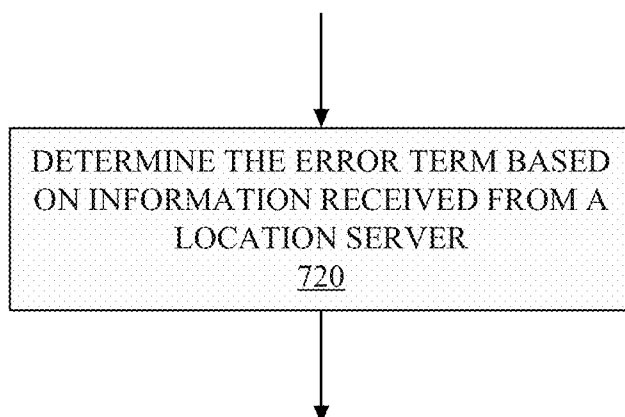 DETERMINE THE ERROR TERM BASED
ON INFORMATION RECEIVED FROM A
LOCATION SERVER
720